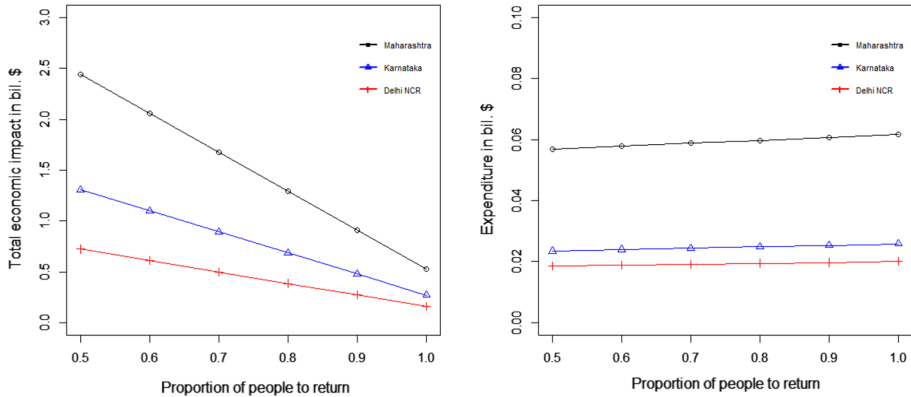 Total economic impact in bil. $
3.0
2.5
2.0
1.5
1.0
0.5
0.0
Maharashtra
Karnataka
Delhi NCR
0.5 0.6 0.7 0.8 0.9 1.0
Proportion of people to return
Expenditure in bil. $
0.10
0.08
0.06
0.04
0.02
0.00
Maharashtra
Karnataka
Delhi NCR
0.5 0.6 0.7 0.8 0.9 1.0
Proportion of people to return